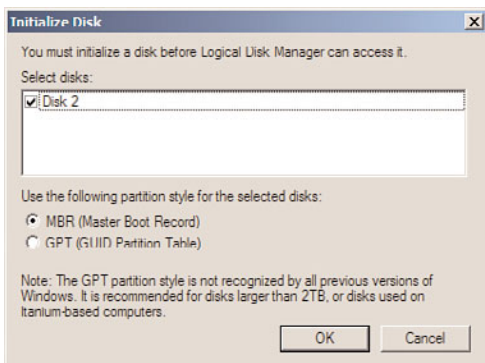 Initialize Disk
You must initialize a disk before Logical Disk Manager can access it.
Select disks:
Disk 2
Use the following partition style for the selected disks:
MBR (Master Boot Record)
GPT (GUID Partition Table)
Note: The GPT partition style is not recognized by all previous versions of
Windows. It is recommended for disks larger than 2TB, or disks used on
Itanium-based computers.
OK Cancel